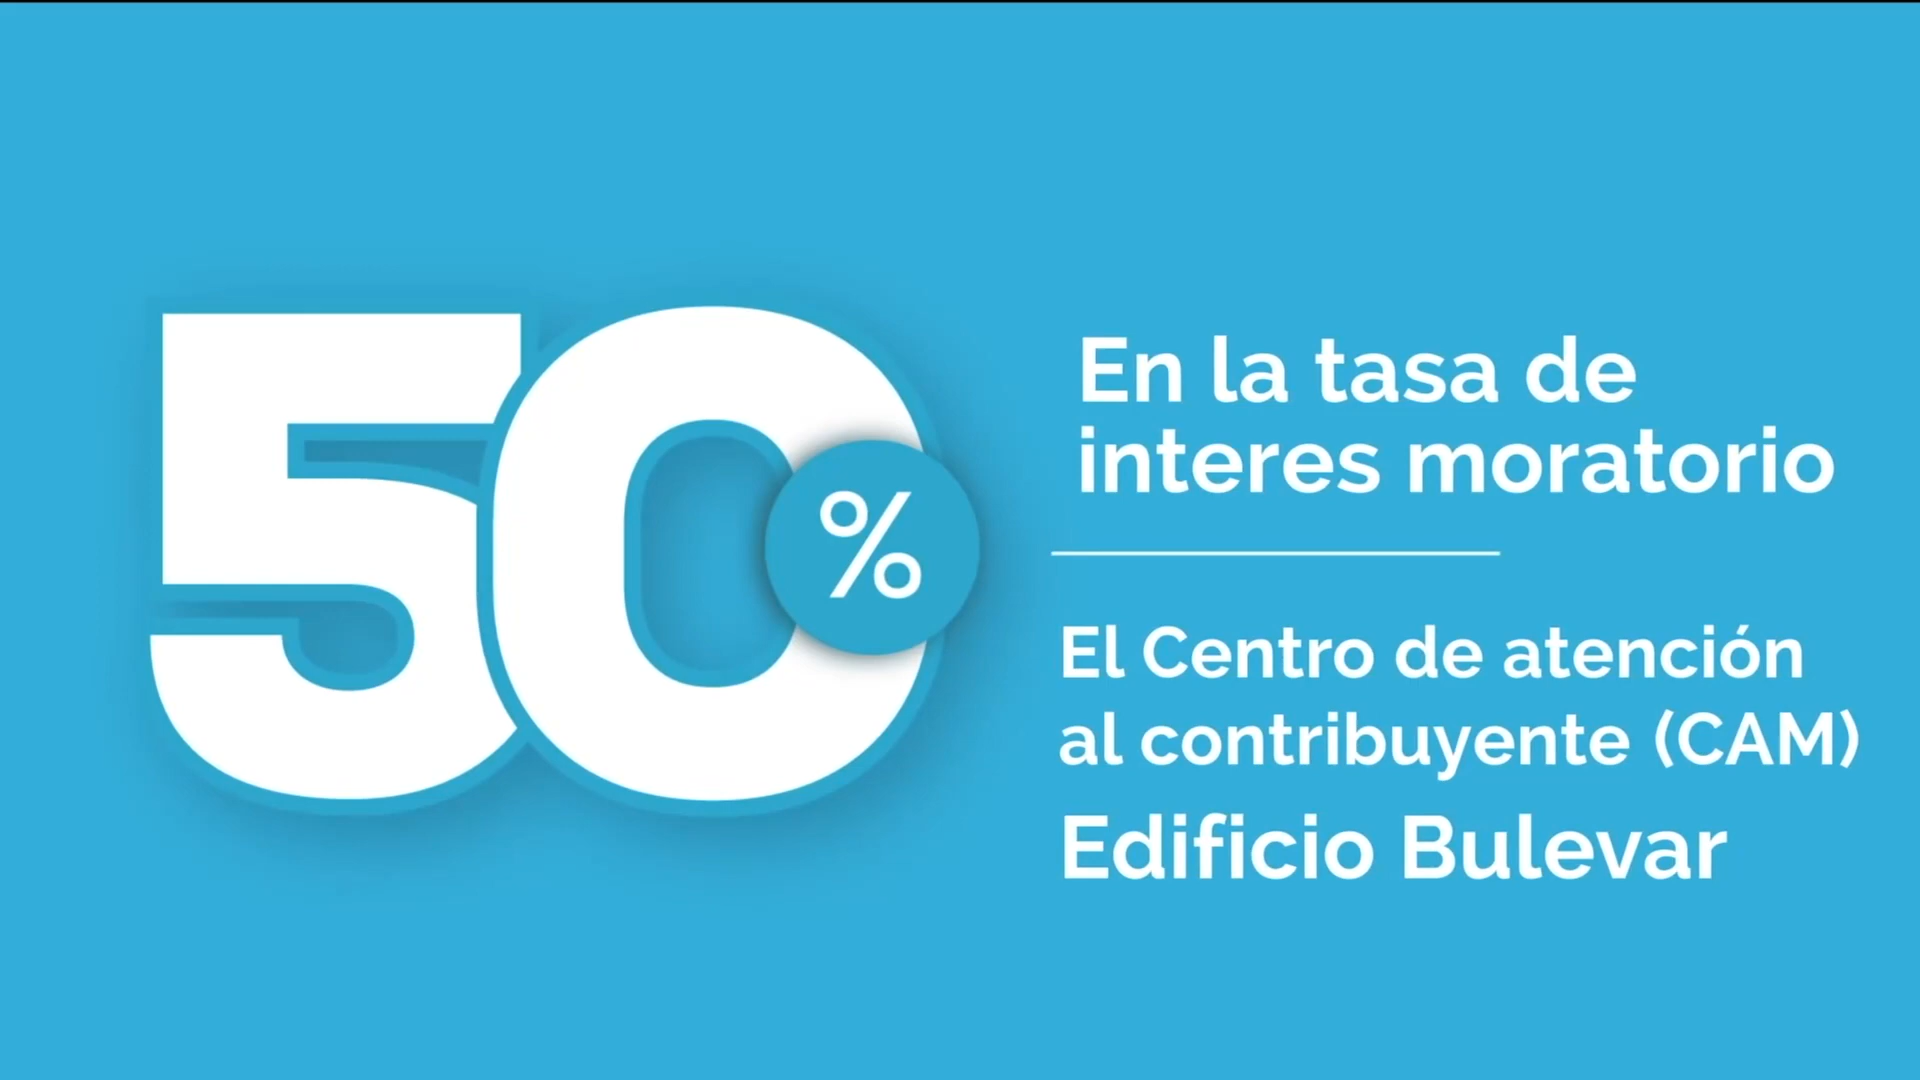 50%
En la tasa de
interes moratorio
El Centro de atención
al contribuyente (CAM)
Edificio Bulevar